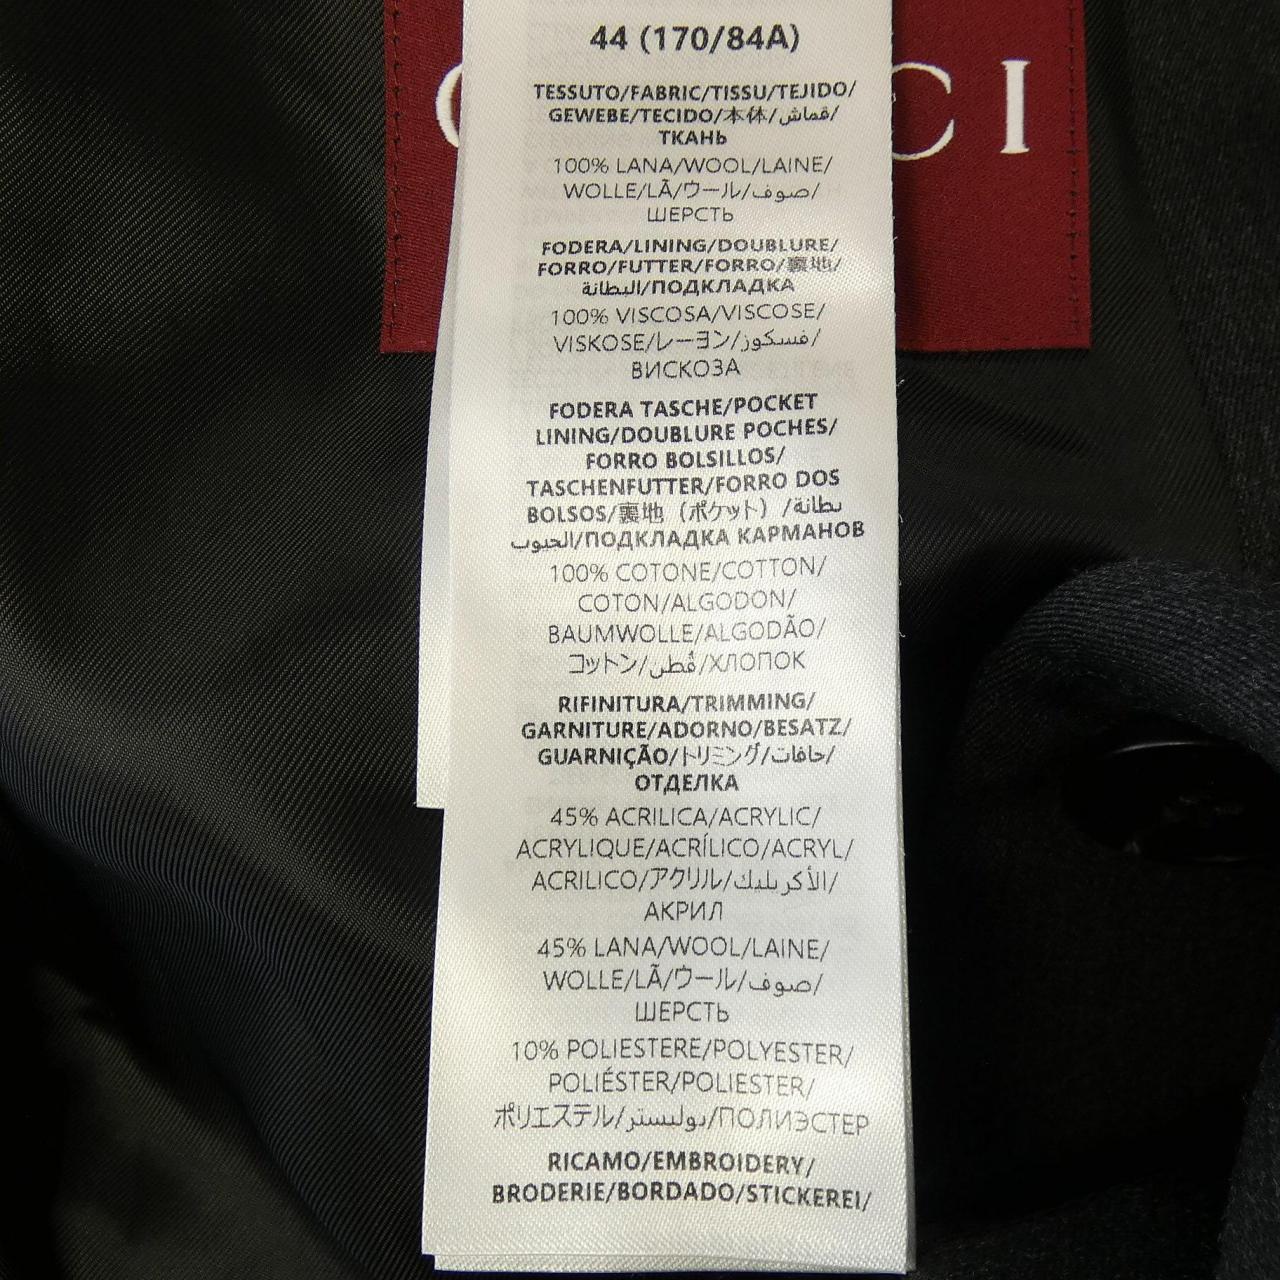 44 (170/84A)
TESSUTO/FABRIC/TISSU/TEJIDO/
GEWEBE/TECIDO/本体/قماش/
ТКАНЬ
100% LANA/WOOL/LAINE/
WOLLE/LÃ/ウール/صوف/
ШЕРСТЬ
FODERA/LINING/DOUBLURE/
FORRO/FUTTER/FORRO/裏地/
البطانة/ПОДКЛАДКА
100% VISCOSA/VISCOSE/
VISKOSE/レーヨン/فسكوز/
ВИСКОЗА
FODERA TASCHE/POCKET
LINING/DOUBLURE POCHES/
FORRO BOLSILLOS/
TASCHENFUTTER/FORRO DOS
BOLSOS/裏地（ポケット）/بطانة
الجيوب/ПОДКЛАДКА КАРМАНОВ
100% COTONE/COTTON/
COTON/ALGODON/
BAUMWOLLE/ALGODÃO/
コットン/قُطن/ХЛОПОК
RIFINITURA/TRIMMING/
GARNITURE/ADORNO/BESATZ/
GUARNIÇÃO/トリミング/حافات/
ОТДЕЛКА
45% ACRILICA/ACRYLIC/
ACRYLIQUE/ACRÍLICO/ACRYL/
ACRILICO/アクリル/الأكريليك/
АКРИЛ
45% LANA/WOOL/LAINE/
WOLLE/LÃ/ウール/صوف/
ШЕРСТЬ
10% POLIESTERE/POLYESTER/
POLIÉSTER/POLIESTER/
ポリエステル/بوليستر/ПОЛИЭСТЕР
RICAMO/EMBROIDERY/
BRODERIE/BORDADO/STICKEREI/